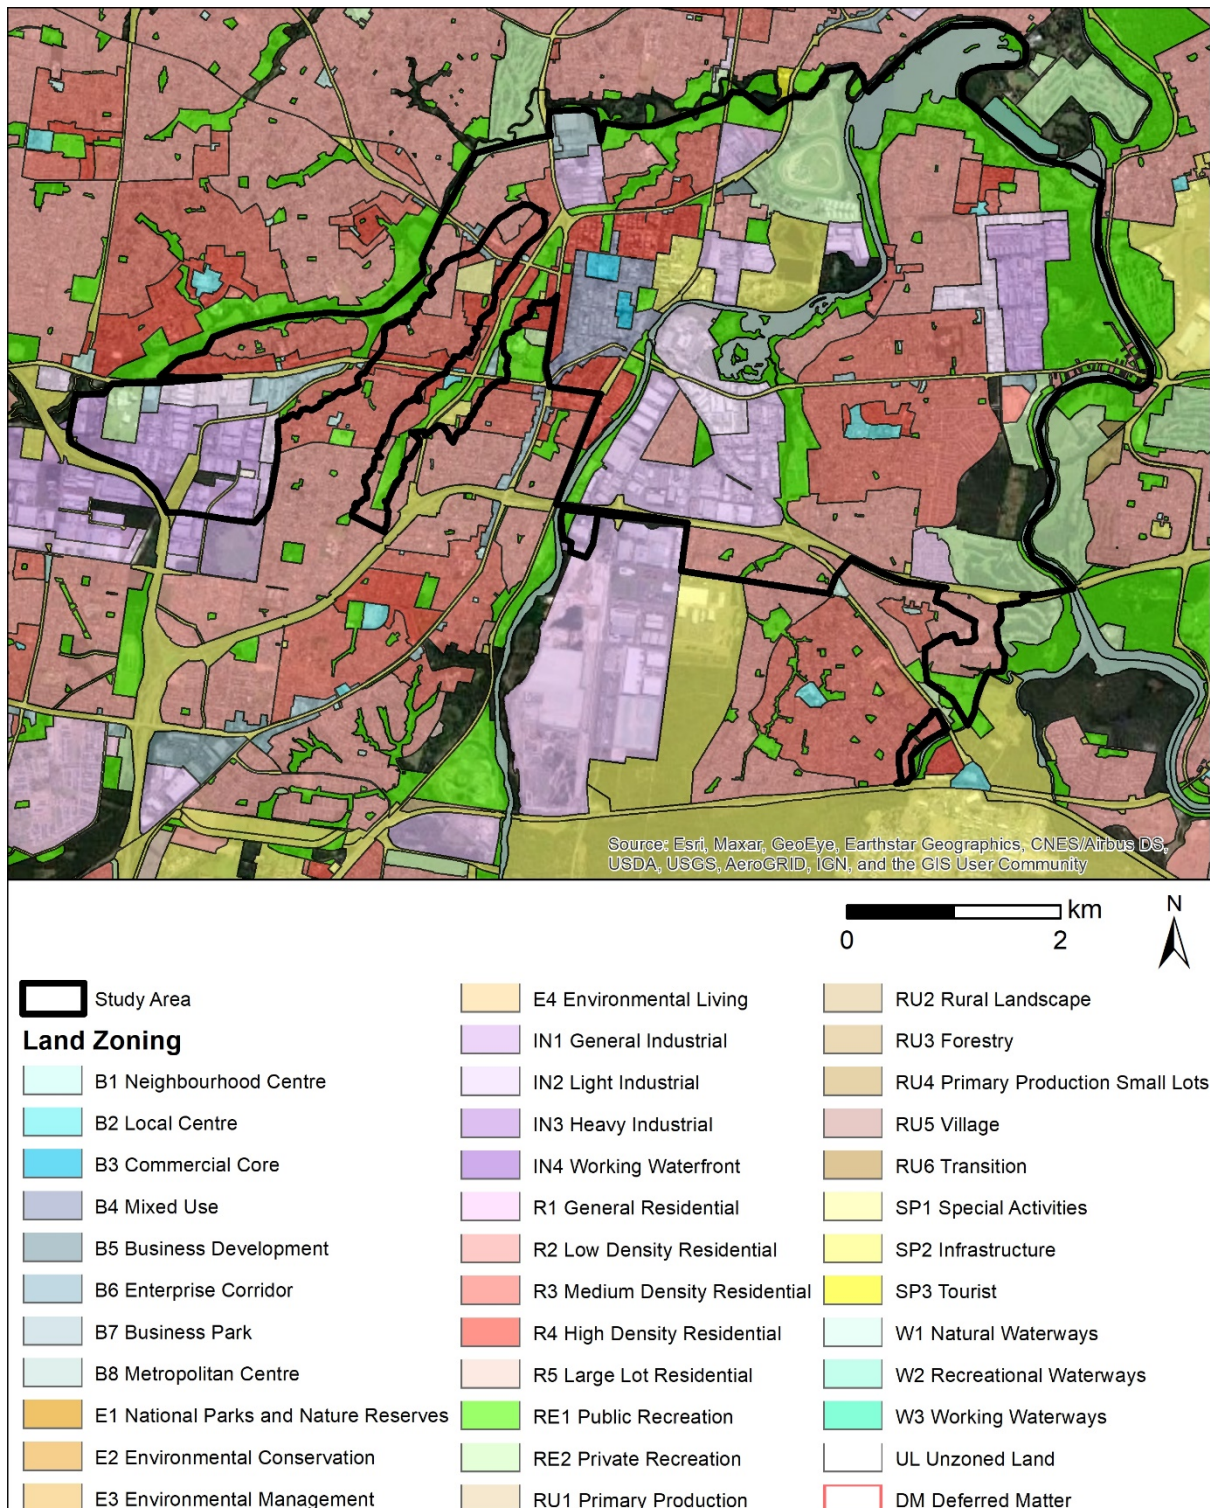 Source: Esri, Maxar, GeoEye, Earthstar Geographics, CNES/Airbus DS,
USDA, USGS, AeroGRID, IGN, and the GIS User Community
km
0 2
N
Study Area
Land Zoning
B1 Neighbourhood Centre
B2 Local Centre
B3 Commercial Core
B4 Mixed Use
B5 Business Development
B6 Enterprise Corridor
B7 Business Park
B8 Metropolitan Centre
E1 National Parks and Nature Reserves
E2 Environmental Conservation
E3 Environmental Management
E4 Environmental Living
IN1 General Industrial
IN2 Light Industrial
IN3 Heavy Industrial
IN4 Working Waterfront
R1 General Residential
R2 Low Density Residential
R3 Medium Density Residential
R4 High Density Residential
R5 Large Lot Residential
RE1 Public Recreation
RE2 Private Recreation
RU1 Primary Production
RU2 Rural Landscape
RU3 Forestry
RU4 Primary Production Small Lots
RU5 Village
RU6 Transition
SP1 Special Activities
SP2 Infrastructure
SP3 Tourist
W1 Natural Waterways
W2 Recreational Waterways
W3 Working Waterways
UL Unzoned Land
DM Deferred Matter